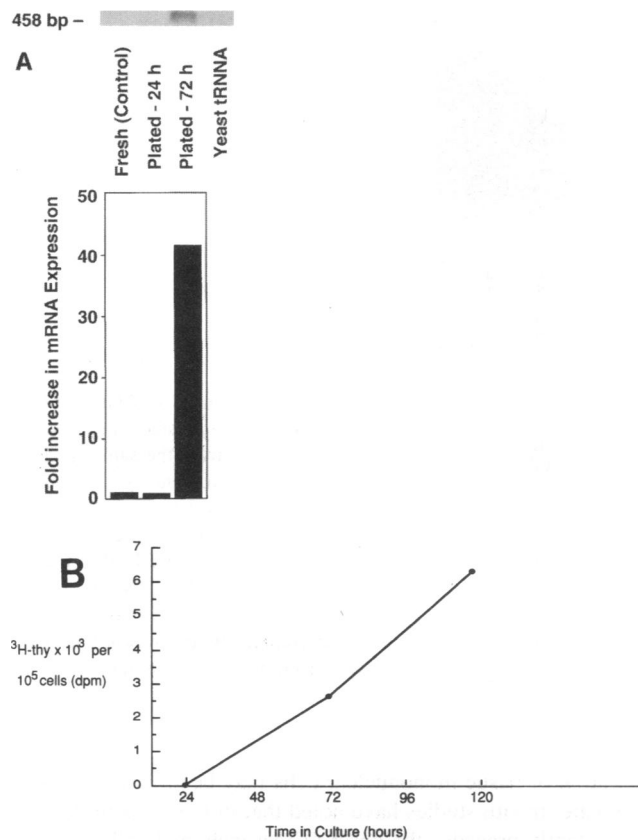 458 bp –
A
Fresh (Control)
Plated - 24 h
Plated - 72 h
Yeast tRNNA
Fold increase in mRNA Expression
50
40
30
20
10
0
B
³H-thy x 10³ per
10⁵ cells (dpm)
7
6
5
4
3
2
1
0
24 48 72 96 120
Time in Culture (hours)